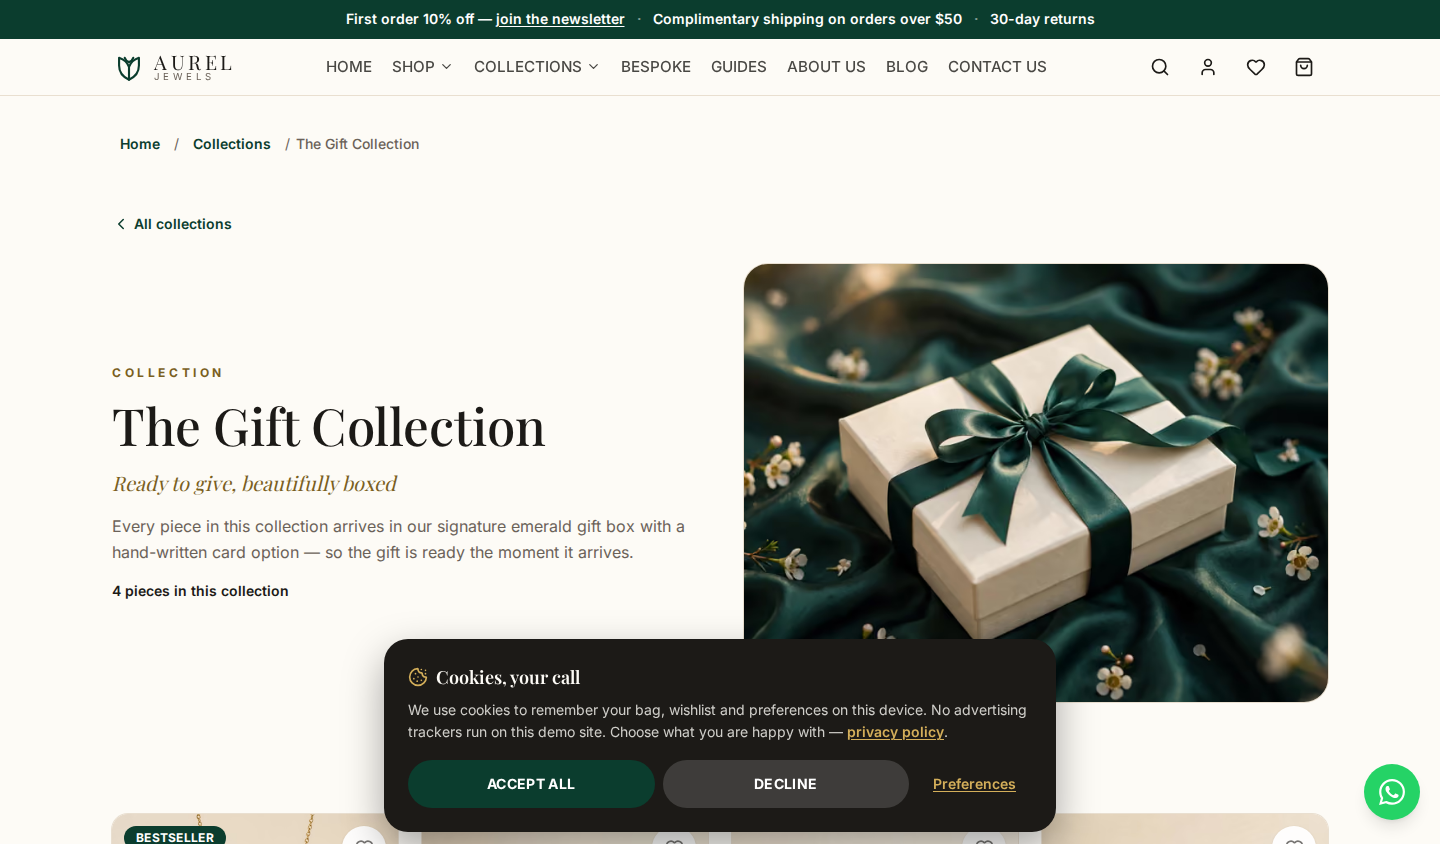 First order 10% off — join the newsletter · Complimentary shipping on orders over $50 · 30-day returns
AUREL
JEWELS
HOME SHOP COLLECTIONS BESPOKE GUIDES ABOUT US BLOG CONTACT US
Home / Collections / The Gift Collection
All collections
COLLECTION
The Gift Collection
Ready to give, beautifully boxed
Every piece in this collection arrives in our signature emerald gift box with a
hand-written card option — so the gift is ready the moment it arrives.
4 pieces in this collection
Cookies, your call
We use cookies to remember your bag, wishlist and preferences on this device. No advertising
trackers run on this demo site. Choose what you are happy with — privacy policy.
ACCEPT ALL DECLINE Preferences
BESTSELLER